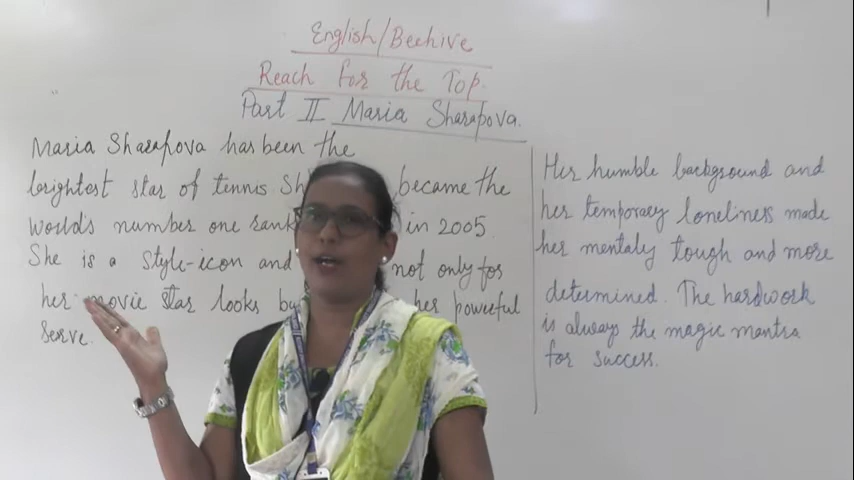 English/Beehive
Reach for the Top.
Part II Maria Sharapova.
Maria Sharapova has been the
brightest star of tennis. Sh became the
world's number one rank in 2005.
She is a style-icon and not only for
her movie star looks bu her powerful
serve.
Her humble background and
her temporary loneliness made
her mentaly tough and more
determined. The hardwork
is always the magic mantra
for success.